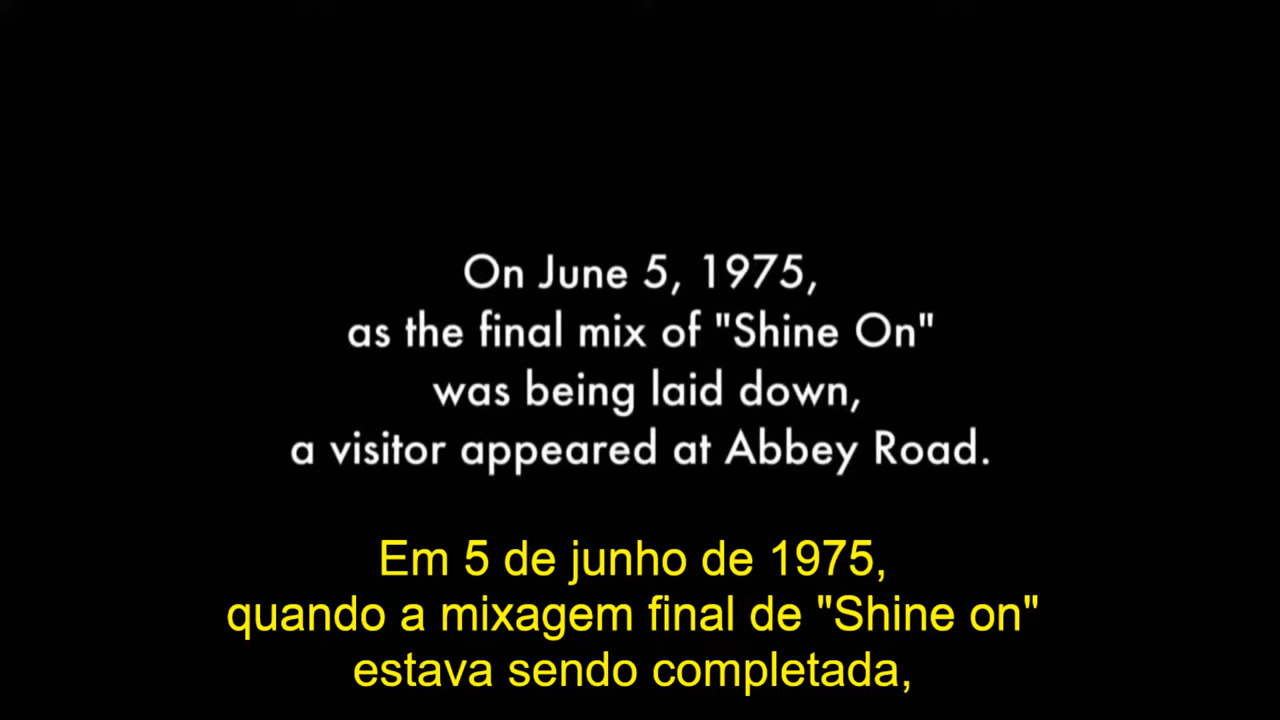 On June 5, 1975,
as the final mix of "Shine On"
was being laid down,
a visitor appeared at Abbey Road.
Em 5 de junho de 1975,
quando a mixagem final de "Shine on"
estava sendo completada,